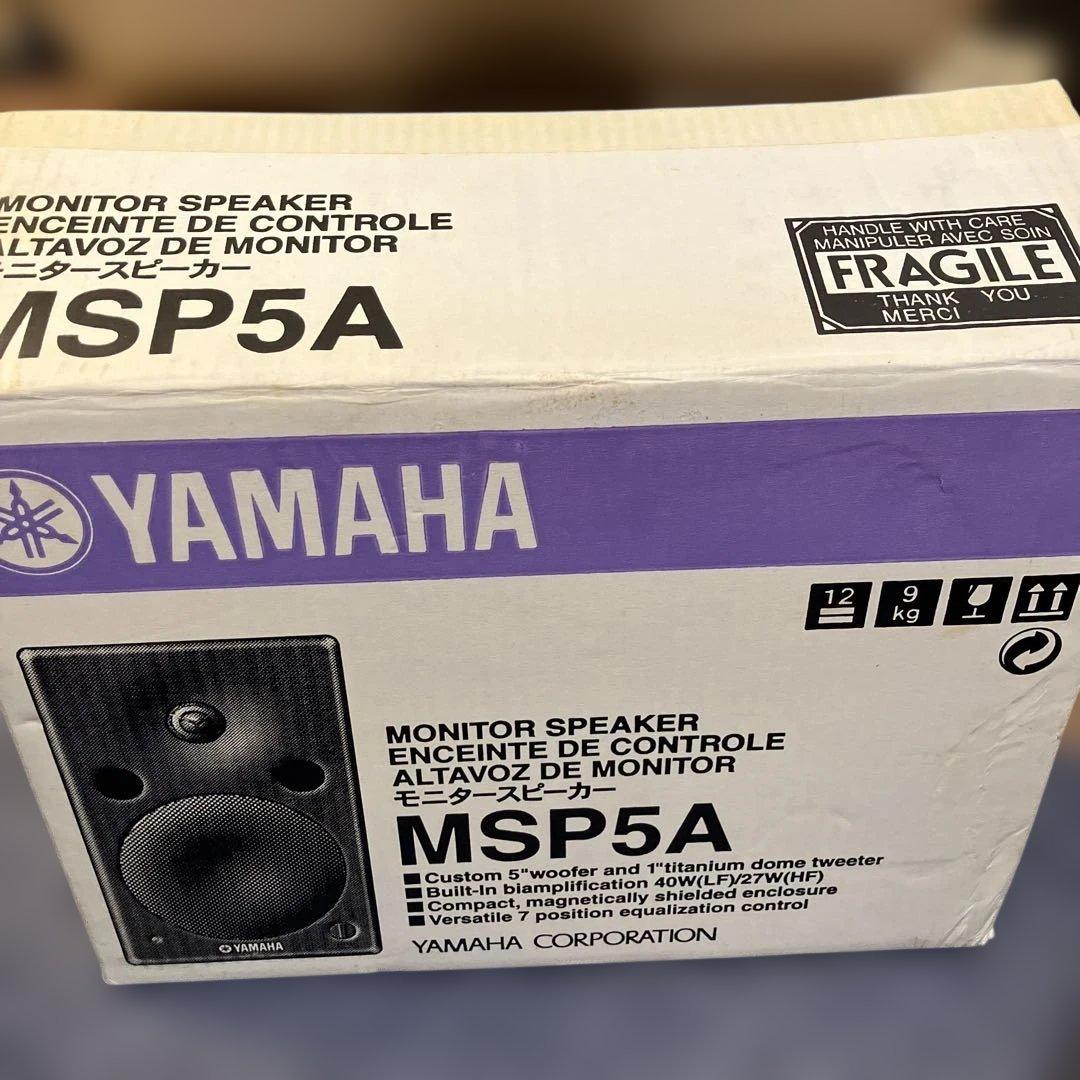 MONITOR SPEAKER
ENCEINTE DE CONTROLE
ALTAVOZ DE MONITOR
モニタースピーカー
MSP5A
HANDLE WITH CARE
MANIPULER AVEC SOIN
FRAGILE
THANK YOU
MERCI
YAMAHA
12
9
kg
MONITOR SPEAKER
ENCEINTE DE CONTROLE
ALTAVOZ DE MONITOR
モニタースピーカー
MSP5A
■ Custom 5"woofer and 1"titanium dome tweeter
■ Built-In biamplification 40W(LF)/27W(HF)
■ Compact, magnetically shielded enclosure
■ Versatile 7 position equalization control
YAMAHA CORPORATION
YAMAHA